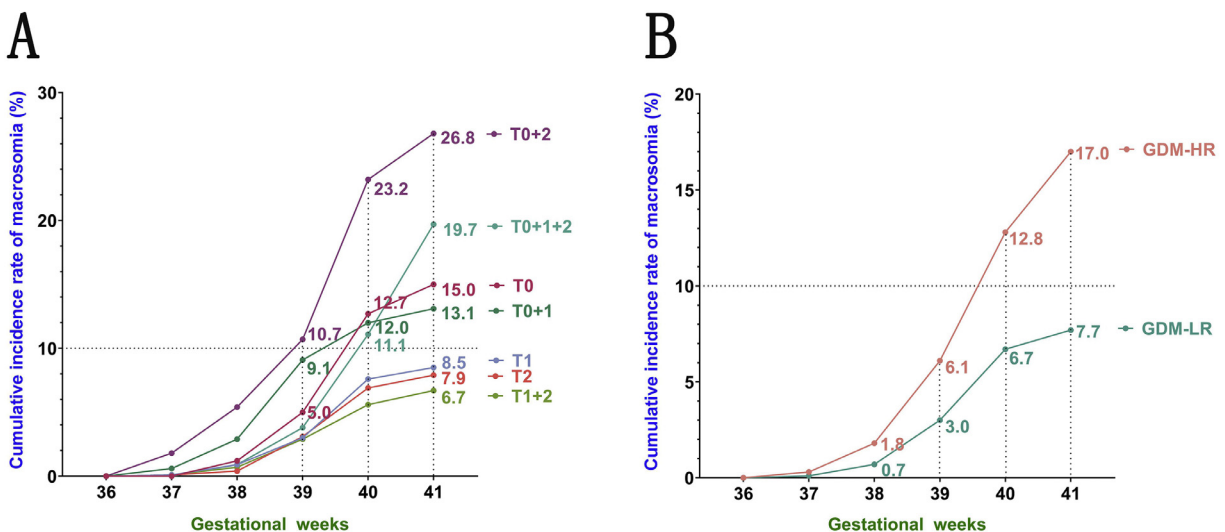 A
Cumulative incidence rate of macrosomia (%)
30
20
10
0
36 37 38 39 40 41
Gestational weeks
10.7
9.1
5.0
23.2
12.7
12.0
11.1
26.8
19.7
15.0
13.1
8.5
7.9
6.7
T0+2
T0+1+2
T0
T0+1
T1
T2
T1+2
B
Cumulative incidence rate of macrosomia (%)
20
15
10
5
0
36 37 38 39 40 41
Gestational weeks
1.8
0.7
6.1
3.0
12.8
6.7
17.0
7.7
GDM-HR
GDM-LR